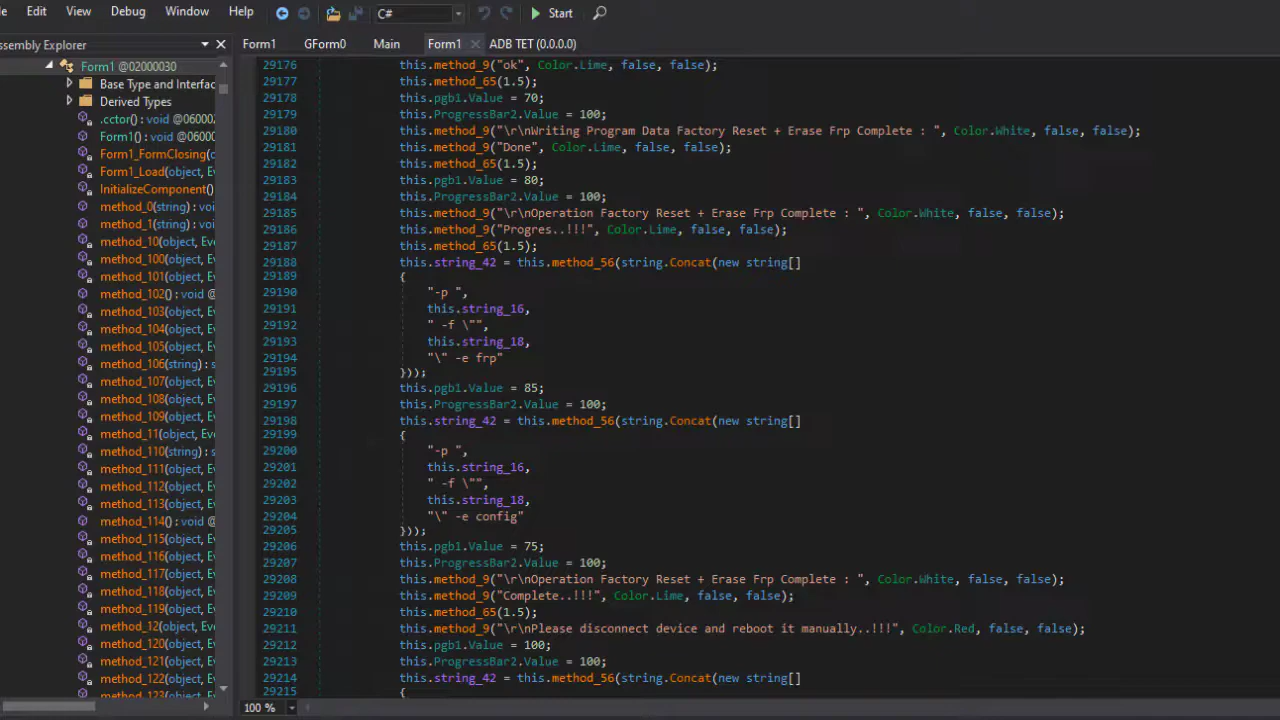 le Edit View Debug Window Help C# Start
ssembly Explorer
Form1 GForm0 Main Form1 ADB TET (0.0.0.0)
Form1 @02000030
Base Type and Interfac
Derived Types
.cctor() : void @06000
Form1() : void @0600
Form1_FormClosing(
Form1_Load(object, E
InitializeComponent()
method_0(string) : voi
method_1(string) : voi
method_10(object, Eve
method_100(object, E
method_101(object, E
method_102() : void @
method_103(object, E
method_104(object, E
method_105(object, E
method_106(string) : s
method_107(object, E
method_108(object, E
method_109(object, E
method_11(object, Eve
method_110(string) : s
method_111(object, E
method_112(object, E
method_113(object, E
method_114() : void @
method_115(object, E
method_116(object, E
method_117(object, E
method_118(object, E
method_119(object, E
method_12(object, Eve
method_120(object, E
method_121(object, E
method_122(object, E
method_123(object, E
29176 this.method_9("ok", Color.Lime, false, false);
29177 this.method_65(1.5);
29178 this.pgb1.Value = 70;
29179 this.ProgressBar2.Value = 100;
29180 this.method_9("\r\nWriting Program Data Factory Reset + Erase Frp Complete : ", Color.White, false, false);
29181 this.method_9("Done", Color.Lime, false, false);
29182 this.method_65(1.5);
29183 this.pgb1.Value = 80;
29184 this.ProgressBar2.Value = 100;
29185 this.method_9("\r\nOperation Factory Reset + Erase Frp Complete : ", Color.White, false, false);
29186 this.method_9("Progres..!!!", Color.Lime, false, false);
29187 this.method_65(1.5);
29188 this.string_42 = this.method_56(string.Concat(new string[]
29189 {
29190 "-p ",
29191 this.string_16,
29192 " -f \"",
29193 this.string_18,
29194 "\" -e frp"
29195 }));
29196 this.pgb1.Value = 85;
29197 this.ProgressBar2.Value = 100;
29198 this.string_42 = this.method_56(string.Concat(new string[]
29199 {
29200 "-p ",
29201 this.string_16,
29202 " -f \"",
29203 this.string_18,
29204 "\" -e config"
29205 }));
29206 this.pgb1.Value = 75;
29207 this.ProgressBar2.Value = 100;
29208 this.method_9("\r\nOperation Factory Reset + Erase Frp Complete : ", Color.White, false, false);
29209 this.method_9("Complete..!!!", Color.Lime, false, false);
29210 this.method_65(1.5);
29211 this.method_9("\r\nPlease disconnect device and reboot it manually..!!!", Color.Red, false, false);
29212 this.pgb1.Value = 100;
29213 this.ProgressBar2.Value = 100;
29214 this.string_42 = this.method_56(string.Concat(new string[]
29215 {
100 %